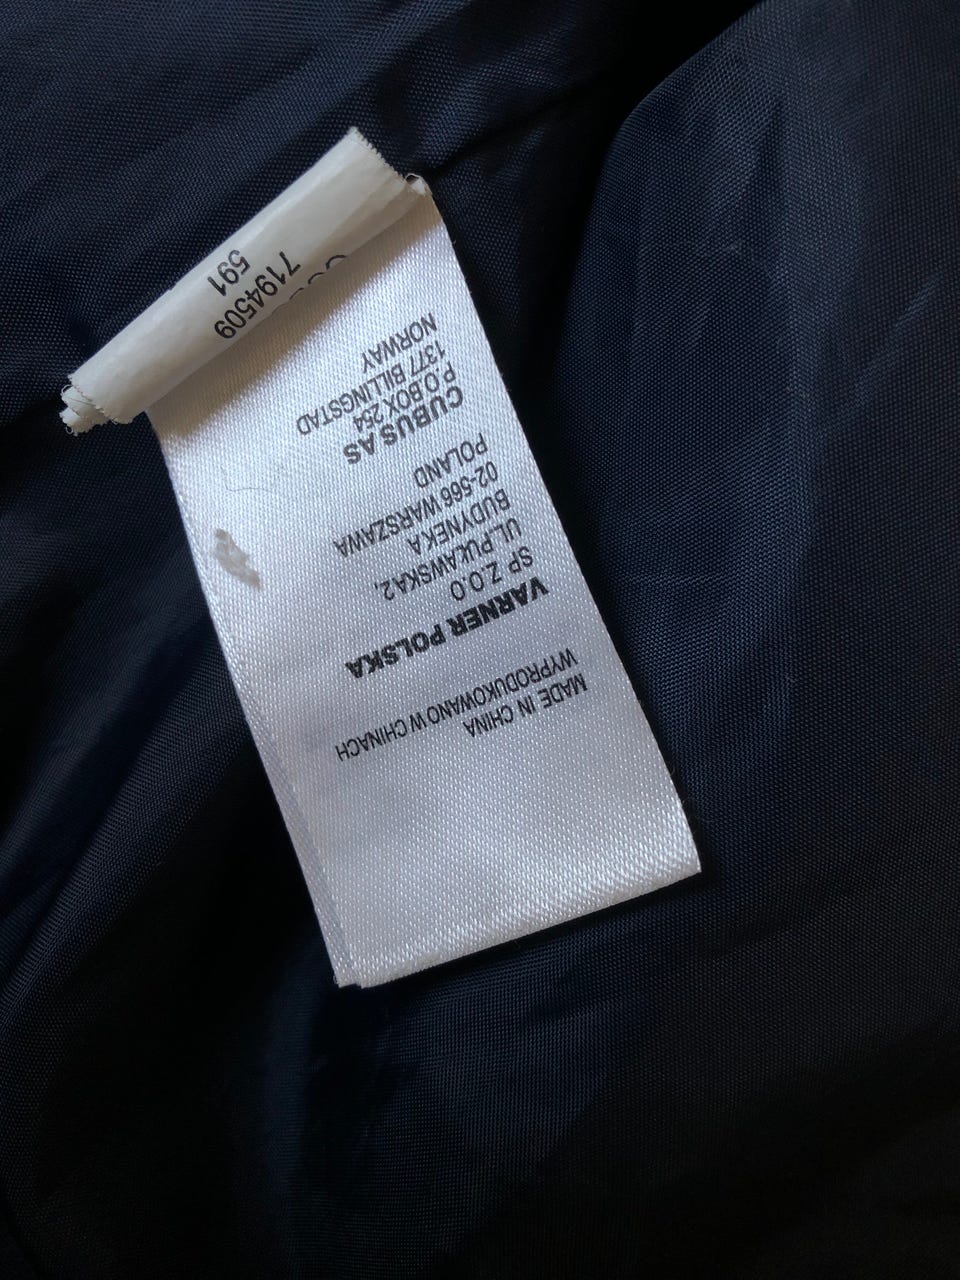 MADE IN CHINA
WYPRODUKOWANO W CHINACH
VARNER POLSKA
SP Z.O.O
UL.PUŁAWSKA 2,
BUDYNEK A
02-566 WARSZAWA
POLAND
CUBUS AS
P.O.BOX 254
1377 BILLINGSTAD
NORWAY
7194509
591